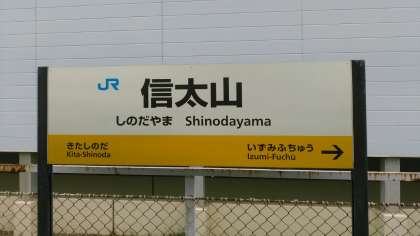 JR 信太山
しのだやま Shinodayama
きたしのだ いずみふちゅう
Kita-Shinoda Izumi-Fuchū